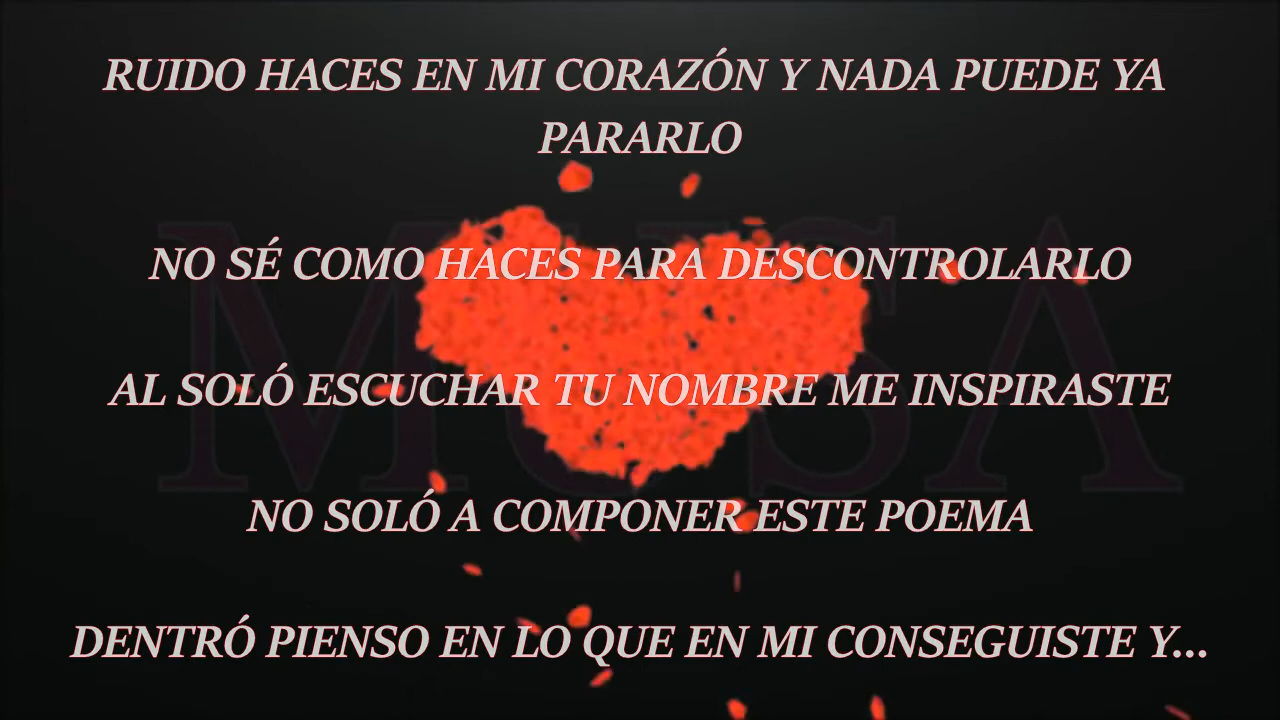 RUIDO HACES EN MI CORAZÓN Y NADA PUEDE YA
PARARLO
NO SÉ COMO HACES PARA DESCONTROLARLO
AL SOLÓ ESCUCHAR TU NOMBRE ME INSPIRASTE
NO SOLÓ A COMPONER ESTE POEMA
DENTRÓ PIENSO EN LO QUE EN MI CONSEGUISTE Y...
MUSA